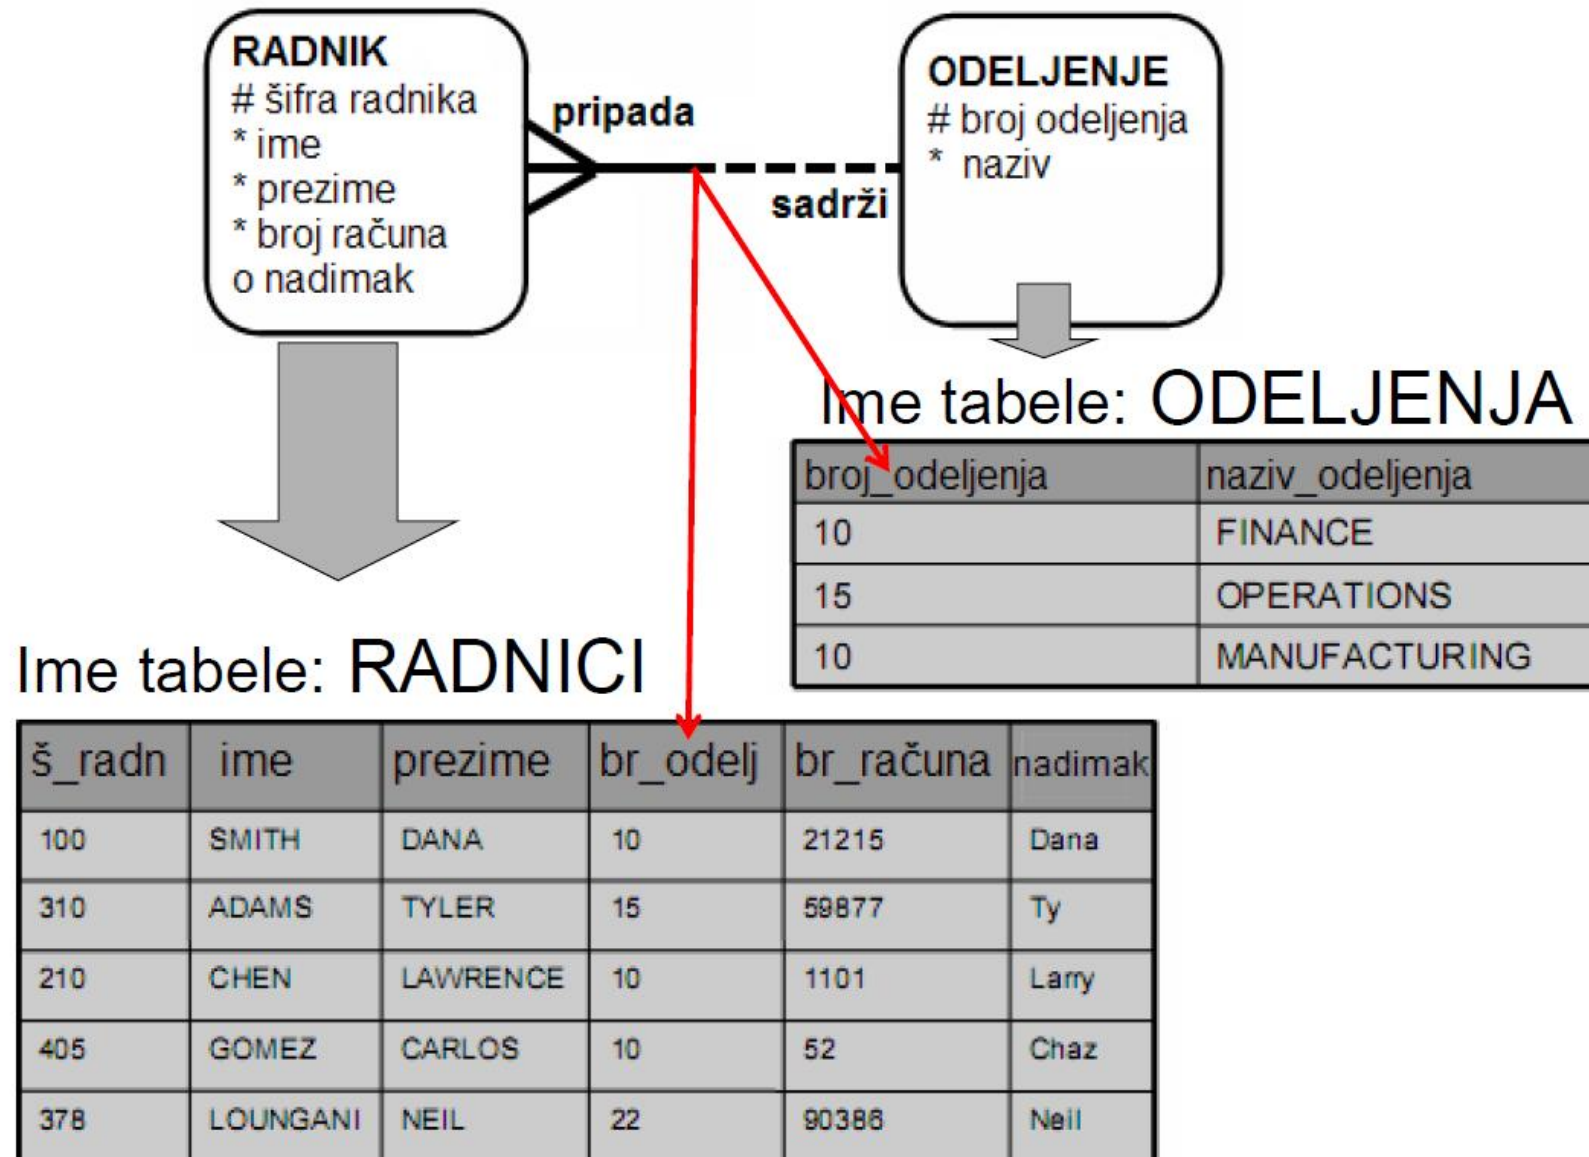 RADNIK
# šifra radnika
* ime
* prezime
* broj računa
o nadimak
pripada
sadrži
ODELJENJE
# broj odeljenja
* naziv
Ime tabele: ODELJENJA
broj_odeljenja naziv_odeljenja
10 FINANCE
15 OPERATIONS
10 MANUFACTURING
Ime tabele: RADNICI
š_radn ime prezime br_odelj br_računa nadimak
100 SMITH DANA 10 21215 Dana
310 ADAMS TYLER 15 59877 Ty
210 CHEN LAWRENCE 10 1101 Larry
405 GOMEZ CARLOS 10 52 Chaz
378 LOUNGANI NEIL 22 90386 Neil